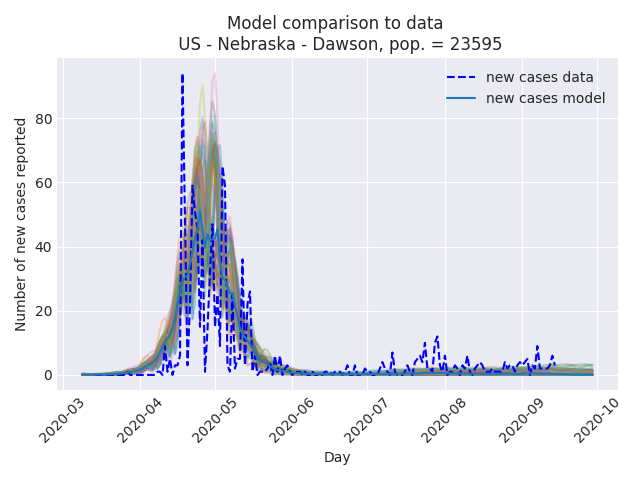 Model comparison to data
US - Nebraska - Dawson, pop. = 23595
new cases data
new cases model
Number of new cases reported
80
60
40
20
0
2020-03
2020-04
2020-05
2020-06
2020-07
2020-08
2020-09
2020-10
Day